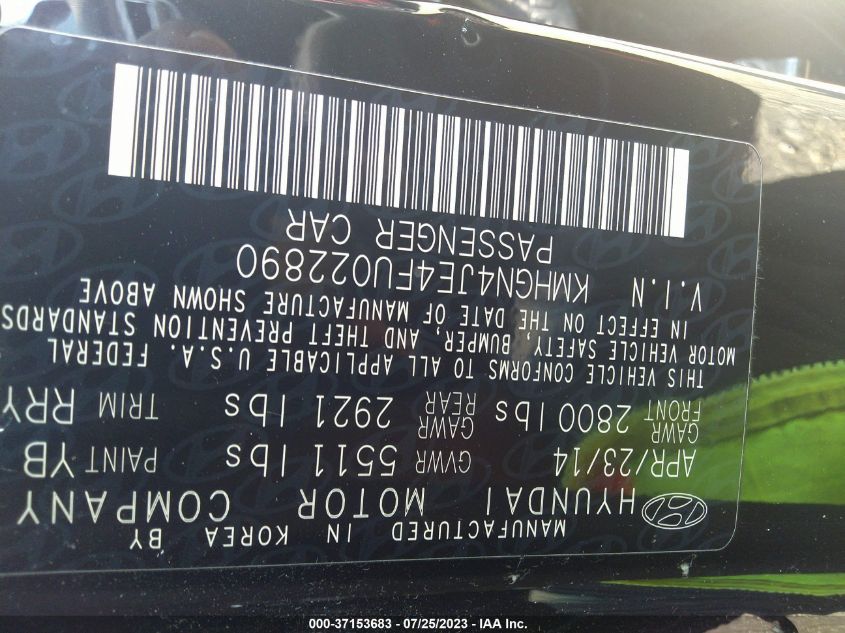 MANUFACTURED IN KOREA BY
HYUNDAI MOTOR COMPANY
APR/23/14 GVWR 5511 lbs PAINT YB
GAWR FRONT 2800 lbs GAWR REAR 2921 lbs TRIM RRY
THIS VEHICLE CONFORMS TO ALL APPLICABLE U.S.A. FEDERAL
MOTOR VEHICLE SAFETY, BUMPER, AND THEFT PREVENTION STANDARDS
IN EFFECT ON THE DATE OF MANUFACTURE SHOWN ABOVE
V.I.N KMHGN4JE4FU022890
PASSENGER CAR
000-37153683 / 07/25/2023 - IAA Inc.